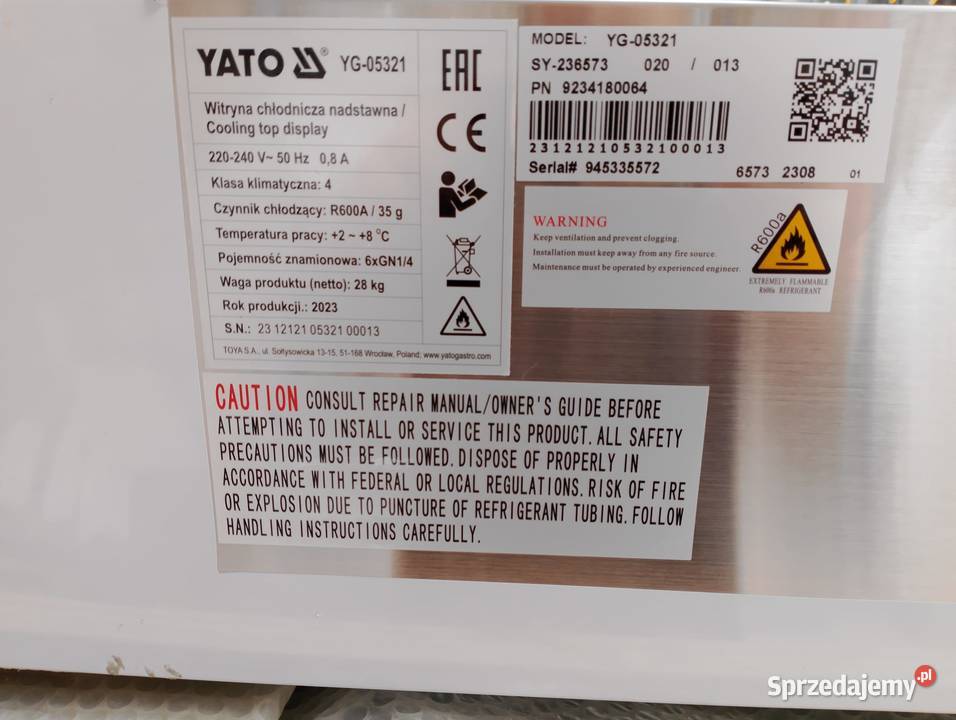 YATO ® YG-05321
Witryna chłodnicza nadstawna /
Cooling top display
220-240 V~ 50 Hz 0,8 A
Klasa klimatyczna: 4
Czynnik chłodzący: R600A / 35 g
Temperatura pracy: +2 ~ +8 °C
Pojemność znamionowa: 6xGN1/4
Waga produktu (netto): 28 kg
Rok produkcji.: 2023
S.N.: 23 12121 05321 00013
TOYA S.A., ul. Sołtysowicka 13-15, 51-168 Wrocław, Poland; www.yatogastro.com
EAC
CE
MODEL: YG-05321
SY-236573 020 / 013
PN 9234180064
23121210532100013
Serial# 945335572
6573 2308 01
WARNING
Keep ventilation and prevent clogging.
Installation must keep away from any fire source.
Maintenance must be operated by experienced engineer.
R600a
EXTREMELY FLAMMABLE
R600a REFRIGERANT
CAUTION CONSULT REPAIR MANUAL/OWNER'S GUIDE BEFORE
ATTEMPTING TO INSTALL OR SERVICE THIS PRODUCT. ALL SAFETY
PRECAUTIONS MUST BE FOLLOWED. DISPOSE OF PROPERLY IN
ACCORDANCE WITH FEDERAL OR LOCAL REGULATIONS. RISK OF FIRE
OR EXPLOSION DUE TO PUNCTURE OF REFRIGERANT TUBING. FOLLOW
HANDLING INSTRUCTIONS CAREFULLY.
Sprzedajemy.pl